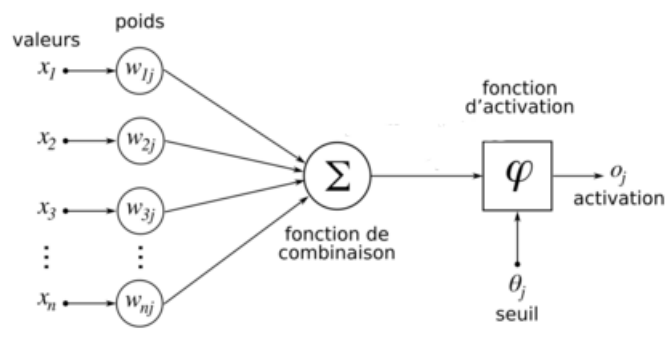 poids
valeurs
x₁ w₁ⱼ
fonction
d'activation
x₂ w₂ⱼ
Σ φ oⱼ
activation
x₃ w₃ⱼ
fonction de
combinaison
⋮ ⋮
xₙ wₙⱼ
θⱼ
seuil